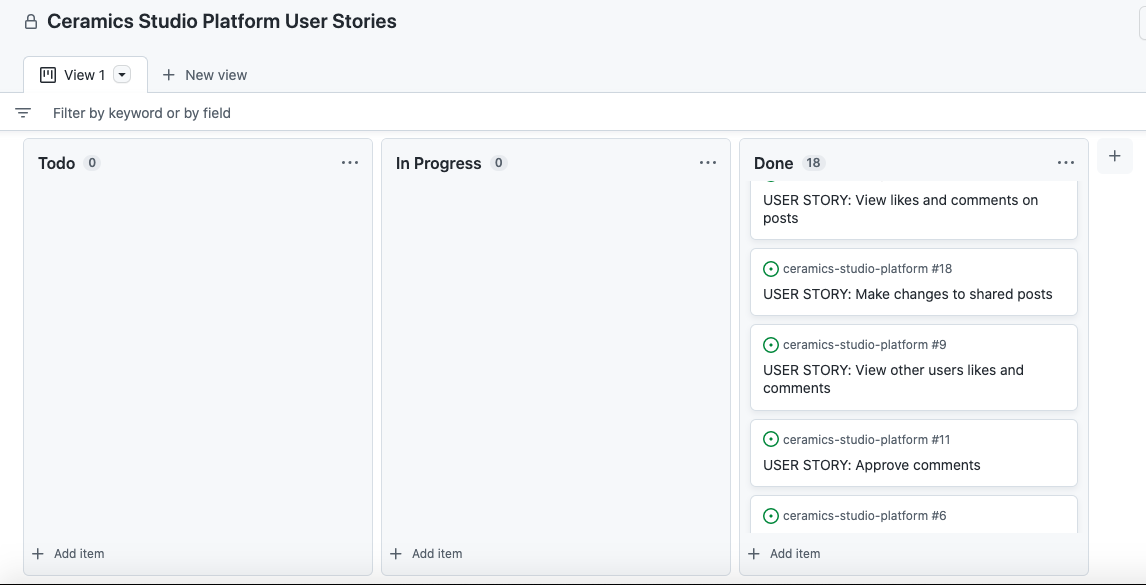 Ceramics Studio Platform User Stories
View 1
New view
Filter by keyword or by field
Todo 0
In Progress 0
Done 18
USER STORY: View likes and comments on
posts
ceramics-studio-platform #18
USER STORY: Make changes to shared posts
ceramics-studio-platform #9
USER STORY: View other users likes and
comments
ceramics-studio-platform #11
USER STORY: Approve comments
ceramics-studio-platform #6
Add item
Add item
Add item